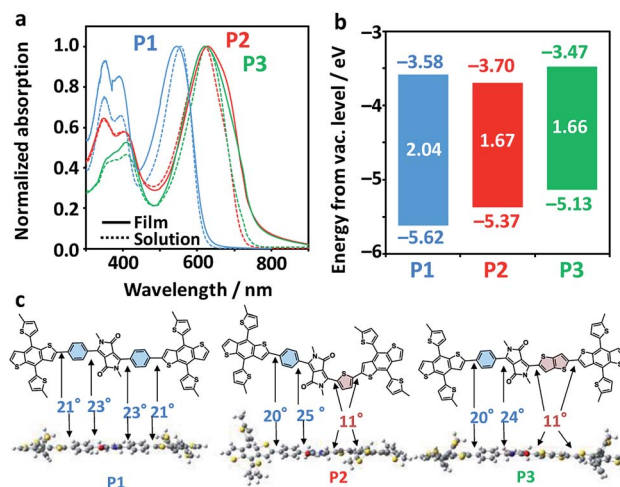 a
P1
P2
P3
Normalized absorption
1.0
0.8
0.6
0.4
0.2
0.0
Film
Solution
400
600
800
Wavelength / nm
b
−3.58
−3.70
−3.47
−3
−4
−5
−6
Energy from vac. level / eV
2.04
1.67
1.66
−5.62
−5.37
−5.13
P1
P2
P3
c
S
S
S
S
N
O
O
N
S
S
S
S
S
S
S
S
N
O
O
N
S
S
S
S
S
S
S
S
S
N
O
O
N
S
S
S
S
S
S
21° 23° 23° 21°
20° 25° 11°
20° 24° 11°
P1
P2
P3